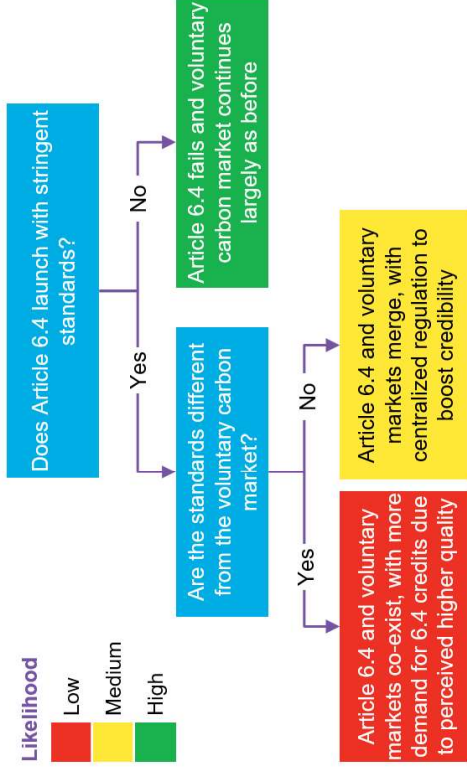 Likelihood
Low
Medium
High
Does Article 6.4 launch with stringent
standards?
Yes
No
Are the standards different
from the voluntary carbon
market?
Article 6.4 fails and voluntary
carbon market continues
largely as before
Yes
No
Article 6.4 and voluntary
markets co-exist, with more
demand for 6.4 credits due
to perceived higher quality
Article 6.4 and voluntary
markets merge, with
centralized regulation to
boost credibility